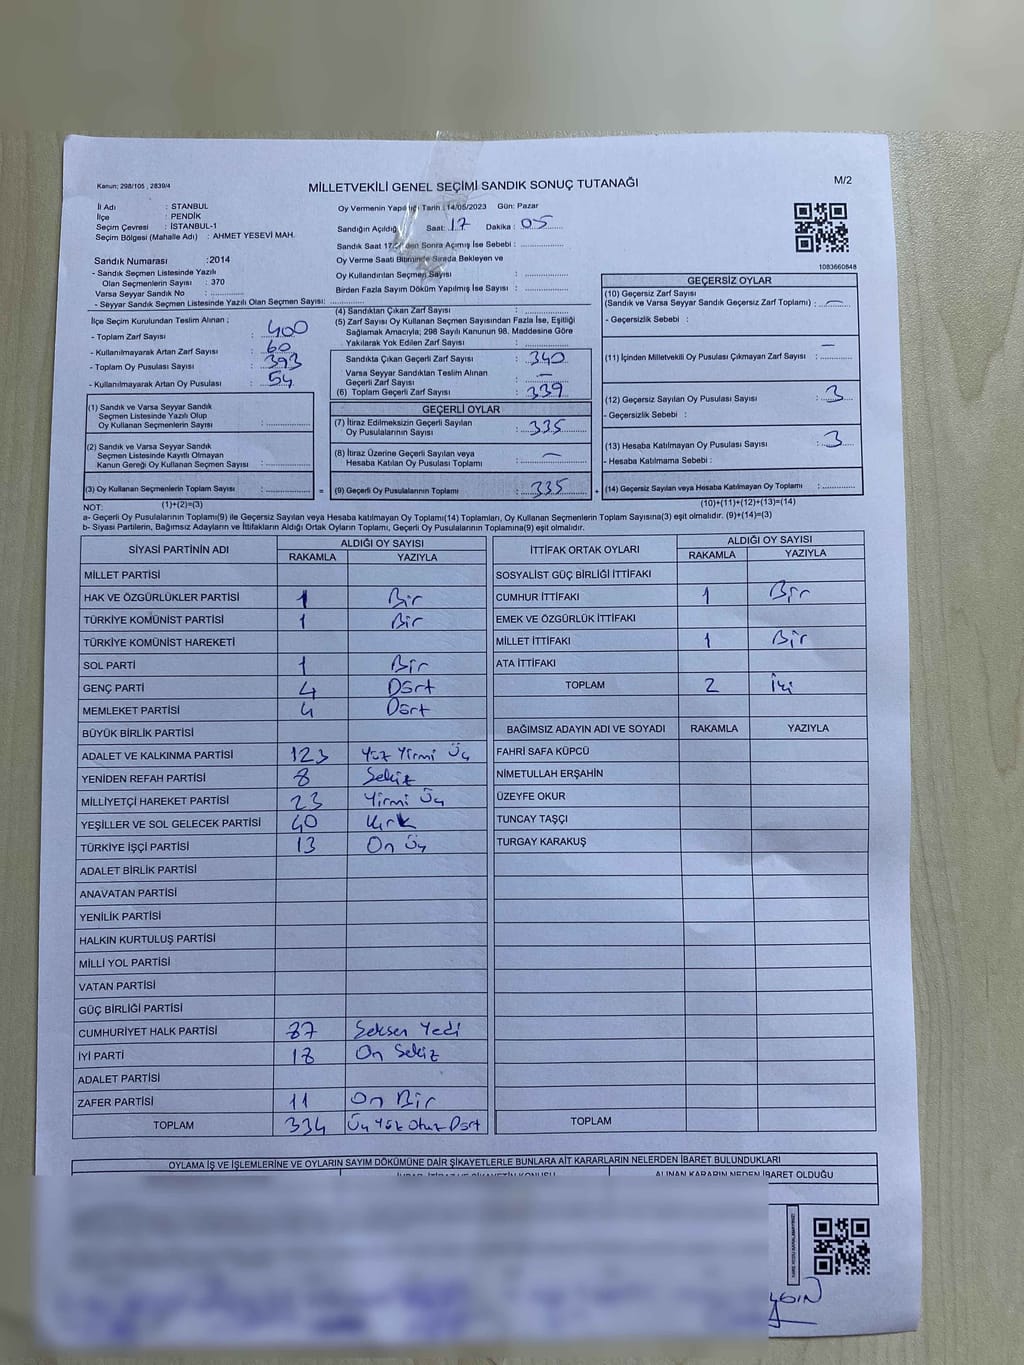 Kanun: 298/105 , 2839/4
MİLLETVEKİLİ GENEL SEÇİMİ SANDIK SONUÇ TUTANAĞI
M/2
İl Adı : STANBUL
İlçe : PENDİK
Seçim Çevresi : İSTANBUL-1
Seçim Bölgesi (Mahalle Adı) : AHMET YESEVİ MAH.
Sandık Numarası : 2014
- Sandık Seçmen Listesinde Yazılı
Olan Seçmenlerin Sayısı : 370
Varsa Seyyar Sandık No :
- Seyyar Sandık Seçmen Listesinde Yazılı Olan Seçmen Sayısı:
Oy Vermenin Yapıldığı Tarih : 14/05/2023 Gün: Pazar
Sandığın Açıldığı Saat: 17 Dakika : 05
Sandık Saat 17: den Sonra Açılmış İse Sebebi :
Oy Verme Saati Bitiminde Sırada Bekleyen ve
Oy Kullandırılan Seçmen Sayısı :
Birden Fazla Sayım Döküm Yapılmış İse Sayısı :
1083660848
İlçe Seçim Kurulundan Teslim Alınan ;
- Toplam Zarf Sayısı : 400
- Kullanılmayarak Artan Zarf Sayısı : 60
- Toplam Oy Pusulası Sayısı : 393
- Kullanılmayarak Artan Oy Pusulası : 54
(1) Sandık ve Varsa Seyyar Sandık
Seçmen Listesinde Yazılı Olup
Oy Kullanan Seçmenlerin Sayısı :
(2) Sandık ve Varsa Seyyar Sandık
Seçmen Listesinde Kayıtlı Olmayan
Kanun Gereği Oy Kullanan Seçmen Sayısı :
(3) Oy Kullanan Seçmenlerin Toplam Sayısı : =
(4) Sandıktan Çıkan Zarf Sayısı :
(5) Zarf Sayısı Oy Kullanan Seçmen Sayısından Fazla İse, Eşitliği
Sağlamak Amacıyla; 298 Sayılı Kanunun 98. Maddesine Göre
Yakılarak Yok Edilen Zarf Sayısı :
Sandıkta Çıkan Geçerli Zarf Sayısı : 340
Varsa Seyyar Sandıktan Teslim Alınan
Geçerli Zarf Sayısı : —
(6) Toplam Geçerli Zarf Sayısı : 339
GEÇERLİ OYLAR
(7) İtiraz Edilmeksizin Geçerli Sayılan
Oy Pusulalarının Sayısı : 335
(8) İtiraz Üzerine Geçerli Sayılan veya
Hesaba Katılan Oy Pusulası Toplamı : —
(9) Geçerli Oy Pusulalarının Toplamı : 335 +
GEÇERSİZ OYLAR
(10) Geçersiz Zarf Sayısı
(Sandık ve Varsa Seyyar Sandık Geçersiz Zarf Toplamı) : —
- Geçersizlik Sebebi :
(11) İçinden Milletvekili Oy Pusulası Çıkmayan Zarf Sayısı : —
(12) Geçersiz Sayılan Oy Pusulası Sayısı : 3
- Geçersizlik Sebebi :
(13) Hesaba Katılmayan Oy Pusulası Sayısı : 3
- Hesaba Katılmama Sebebi :
(14) Geçersiz Sayılan veya Hesaba Katılmayan Oy Toplamı :
NOT: (1)+(2)=(3)
(10)+(11)+(12)+(13)=(14)
a- Geçerli Oy Pusulalarının Toplamı(9) ile Geçersiz Sayılan veya Hesaba katılmayan Oy Toplamı(14) Toplamları, Oy Kullanan Seçmenlerin Toplam Sayısına(3) eşit olmalıdır. (9)+(14)=(3)
b- Siyasi Partilerin, Bağımsız Adayların ve İttifakların Aldığı Ortak Oyların Toplamı, Geçerli Oy Pusulalarının Toplamına(9) eşit olmalıdır.
SİYASİ PARTİNİN ADI ALDIĞI OY SAYISI
RAKAMLA YAZIYLA
MİLLET PARTİSİ
HAK VE ÖZGÜRLÜKLER PARTİSİ 1 Bir
TÜRKİYE KOMÜNİST PARTİSİ 1 Bir
TÜRKİYE KOMÜNİST HAREKETİ
SOL PARTİ 1 Bir
GENÇ PARTİ 4 Dört
MEMLEKET PARTİSİ 4 Dört
BÜYÜK BİRLİK PARTİSİ
ADALET VE KALKINMA PARTİSİ 123 Yüz Yirmi Üç
YENİDEN REFAH PARTİSİ 8 Sekiz
MİLLİYETÇİ HAREKET PARTİSİ 23 Yirmi Üç
YEŞİLLER VE SOL GELECEK PARTİSİ 40 Kırk
TÜRKİYE İŞÇİ PARTİSİ 13 On Üç
ADALET BİRLİK PARTİSİ
ANAVATAN PARTİSİ
YENİLİK PARTİSİ
HALKIN KURTULUŞ PARTİSİ
MİLLİ YOL PARTİSİ
VATAN PARTİSİ
GÜÇ BİRLİĞİ PARTİSİ
CUMHURİYET HALK PARTİSİ 87 Seksen Yedi
İYİ PARTİ 18 On Sekiz
ADALET PARTİSİ
ZAFER PARTİSİ 11 On Bir
TOPLAM 334 Üç Yüz Otuz Dört
İTTİFAK ORTAK OYLARI ALDIĞI OY SAYISI
RAKAMLA YAZIYLA
SOSYALİST GÜÇ BİRLİĞİ İTTİFAKI
CUMHUR İTTİFAKI 1 Bir
EMEK VE ÖZGÜRLÜK İTTİFAKI
MİLLET İTTİFAKI 1 Bir
ATA İTTİFAKI
TOPLAM 2 İki
BAĞIMSIZ ADAYIN ADI VE SOYADI RAKAMLA YAZIYLA
FAHRİ SAFA KÜPCÜ
NİMETULLAH ERŞAHİN
ÜZEYFE OKUR
TUNCAY TAŞÇI
TURGAY KARAKUŞ
TOPLAM
OYLAMA İŞ VE İŞLEMLERİNE VE OYLARIN SAYIM DÖKÜMÜNE DAİR ŞİKAYETLERLE BUNLARA AİT KARARLARIN NELERDEN İBARET BULUNDUKLARI
ALINAN KARARIN NEDEN İBARET OLDUĞU